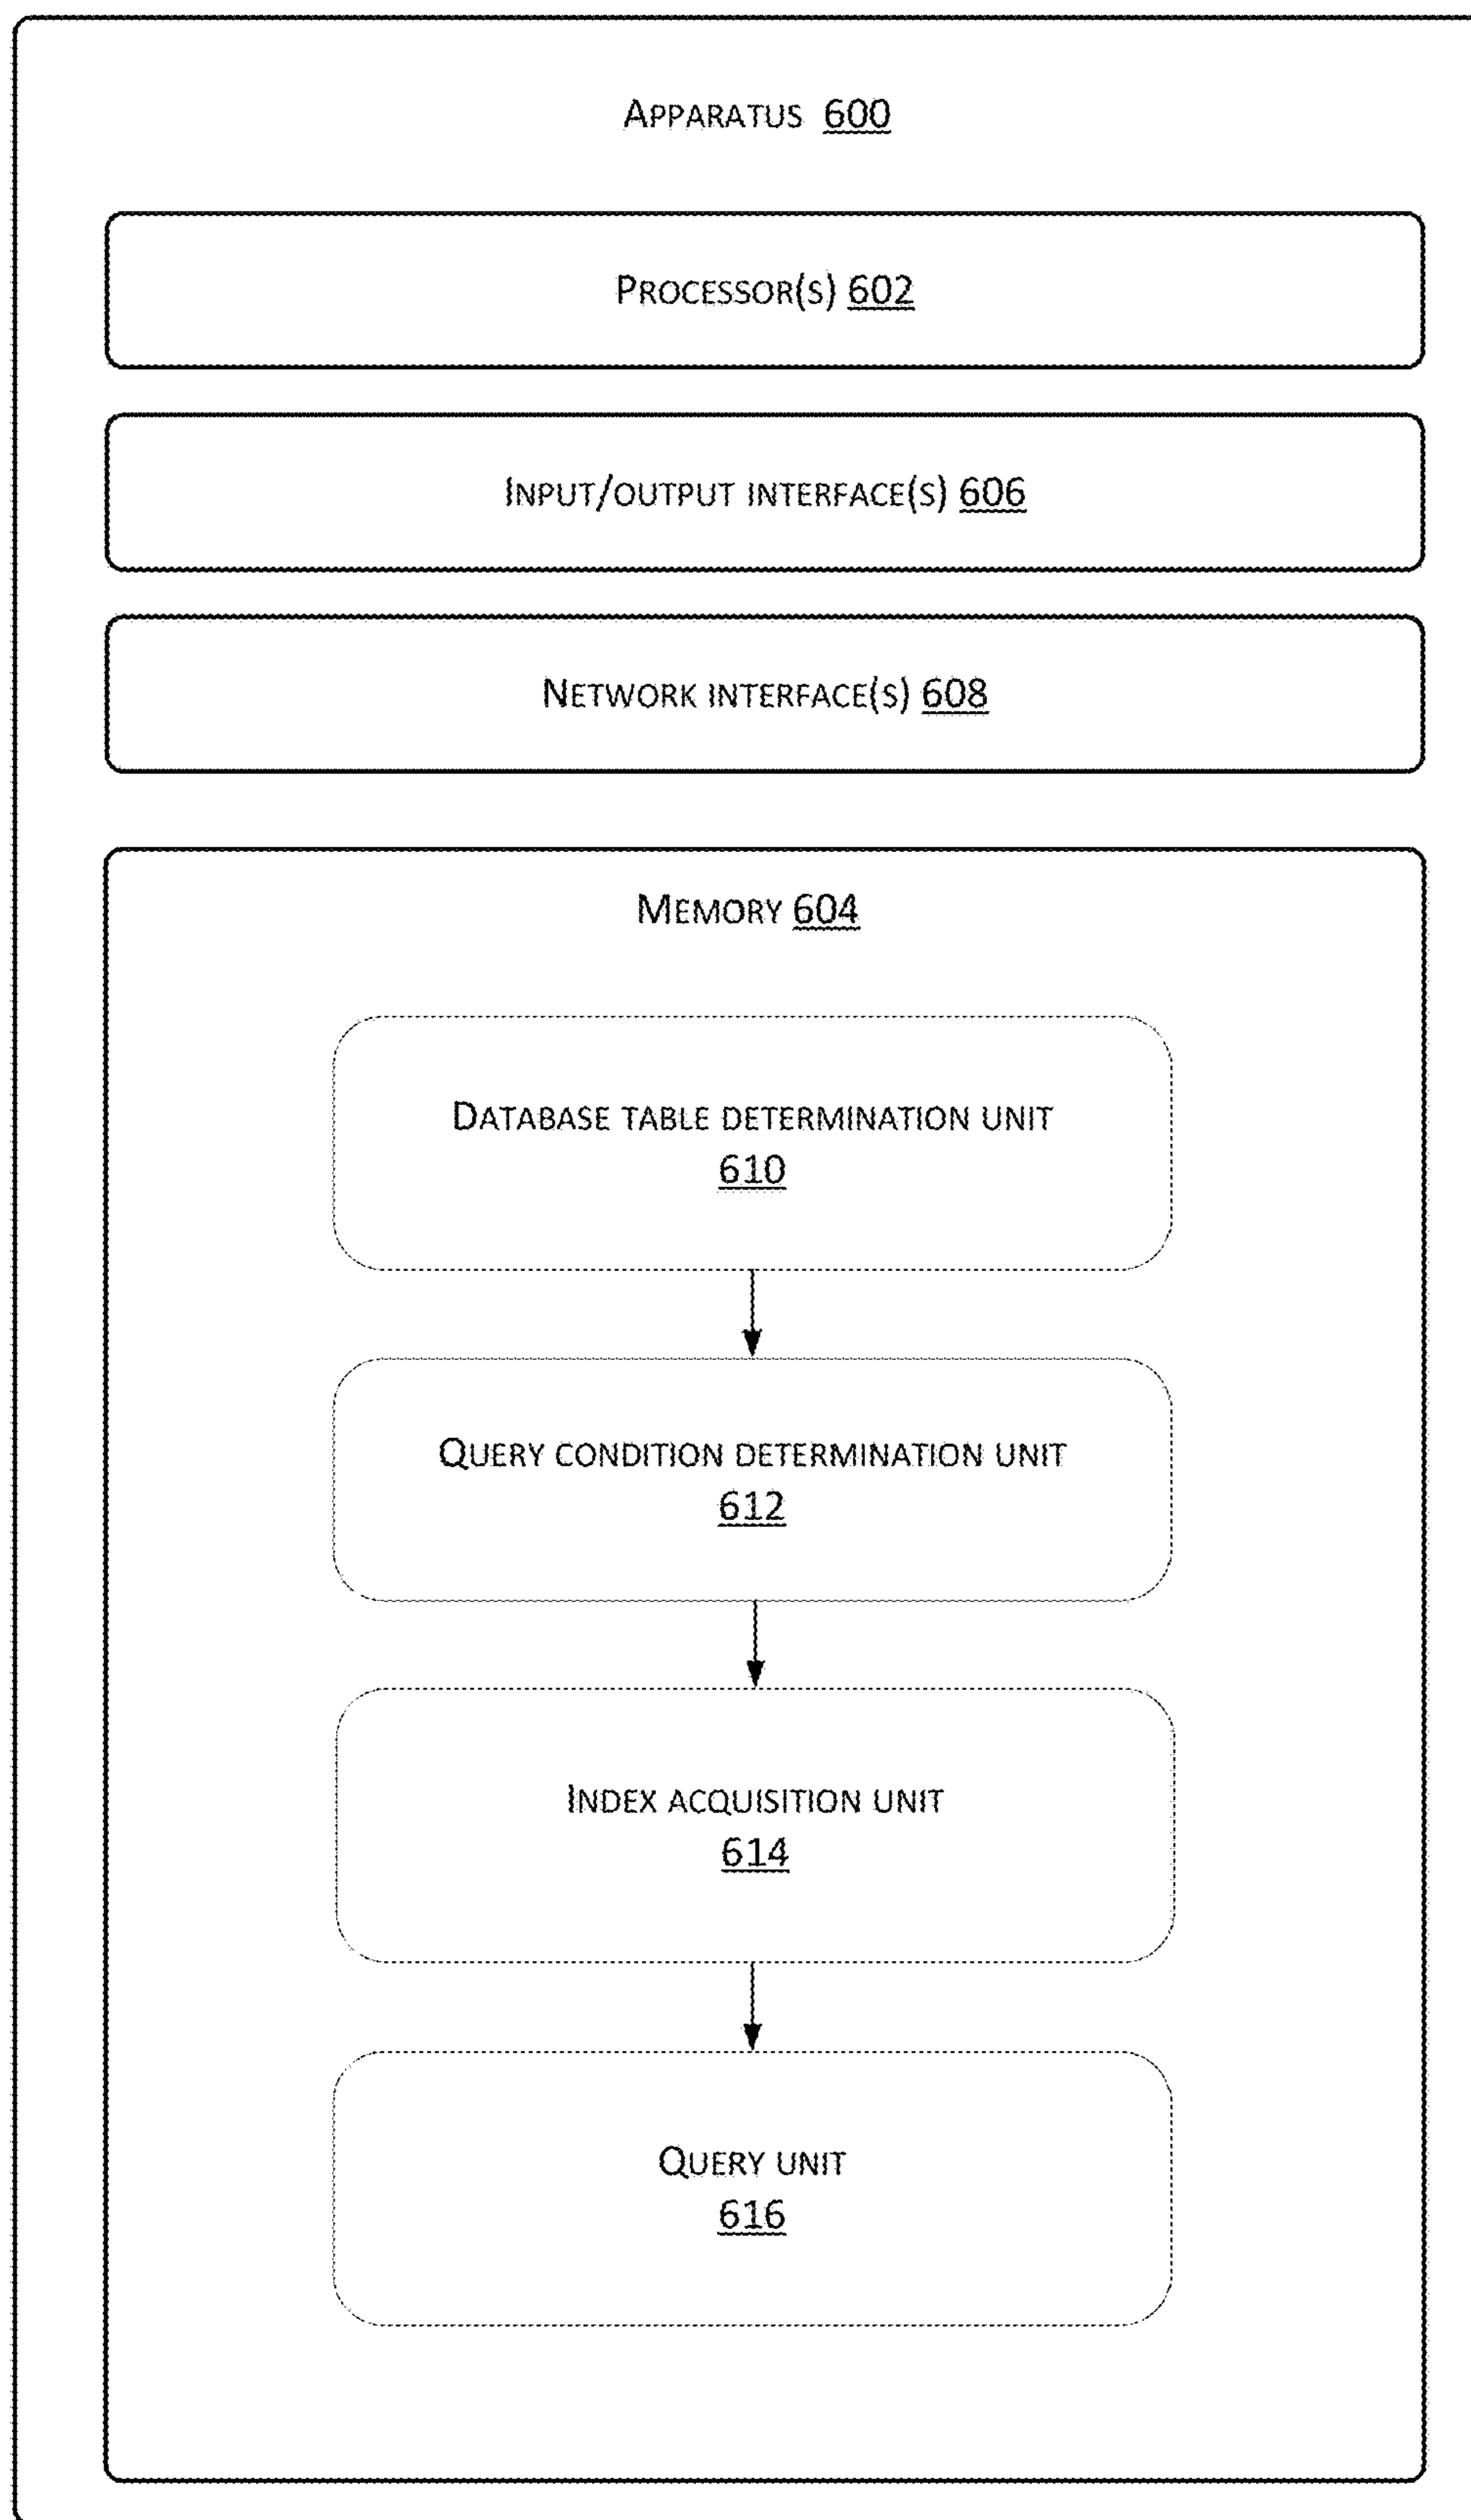 APPARATUS 600
PROCESSOR(S) 602
INPUT/OUTPUT INTERFACE(S) 606
NETWORK INTERFACE(S) 608
MEMORY 604
DATABASE TABLE DETERMINATION UNIT
610
QUERY CONDITION DETERMINATION UNIT
612
INDEX ACQUISITION UNIT
614
QUERY UNIT
616